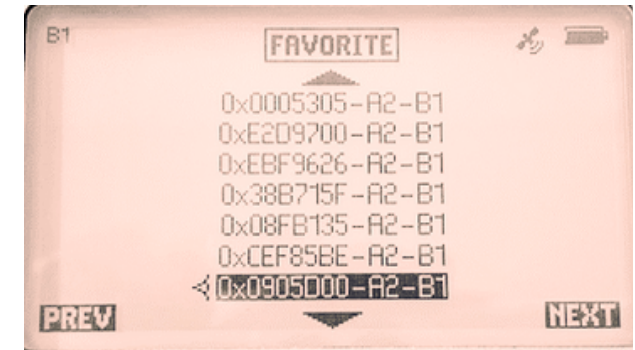 B1
FAVORITE
0x0005305-A2-B1
0xE2D9700-A2-B1
0xEBF9626-A2-B1
0x38B715F-A2-B1
0x08FB135-A2-B1
0xCEF85BE-A2-B1
0x0905D00-A2-B1
PREV
NEXT